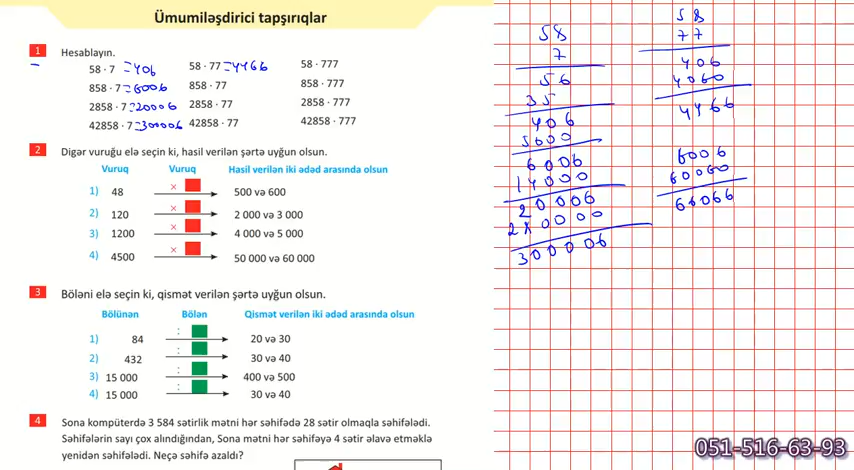 Ümumiləşdirici tapşırıqlar
1 Hesablayın.
58 · 7 =406 58 · 77 =4466 58 · 777
858 · 7 =6006 858 · 77 858 · 777
2858 · 7 =20006 2858 · 77 2858 · 777
42858 · 7 =300006 42858 · 77 42858 · 777
2 Digər vuruğu elə seçin ki, hasil verilən şərtə uyğun olsun.
Vuruq Vuruq Hasil verilən iki ədəd arasında olsun
1) 48 × 500 və 600
2) 120 × 2 000 və 3 000
3) 1200 × 4 000 və 5 000
4) 4500 × 50 000 və 60 000
3 Böləni elə seçin ki, qismət verilən şərtə uyğun olsun.
Bölünən Bölən Qismət verilən iki ədəd arasında olsun
1) 84 : 20 və 30
2) 432 : 30 və 40
3) 15 000 : 400 və 500
4) 15 000 : 30 və 40
4 Sona kompüterdə 3 584 sətirlik mətni hər səhifədə 28 sətir olmaqla səhifələdi.
Səhifələrin sayı çox alındığından, Sona mətni hər səhifəyə 4 sətir əlavə etməklə
yenidən səhifələdi. Neçə səhifə azaldı?
58
7
56
35
406
5600
6006
14000
20006
280000
300006
58
77
406
4060
4466
6006
60060
66066
051-516-63-93